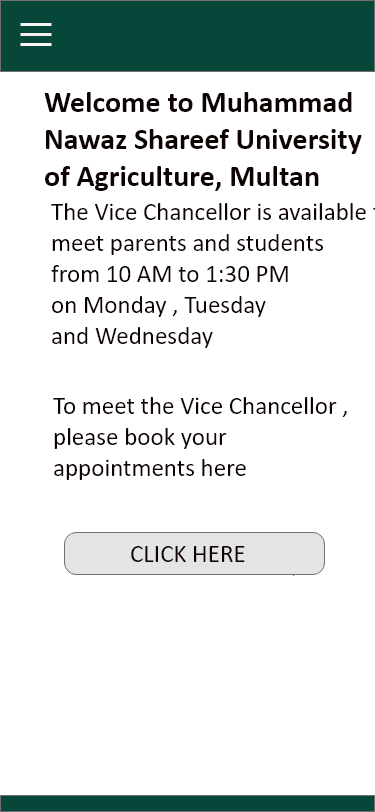 Welcome to Muhammad
Nawaz Shareef University
of Agriculture, Multan
The Vice Chancellor is available
meet parents and students
from 10 AM to 1:30 PM
on Monday , Tuesday
and Wednesday
To meet the Vice Chancellor ,
please book your
appointments here
CLICK HERE